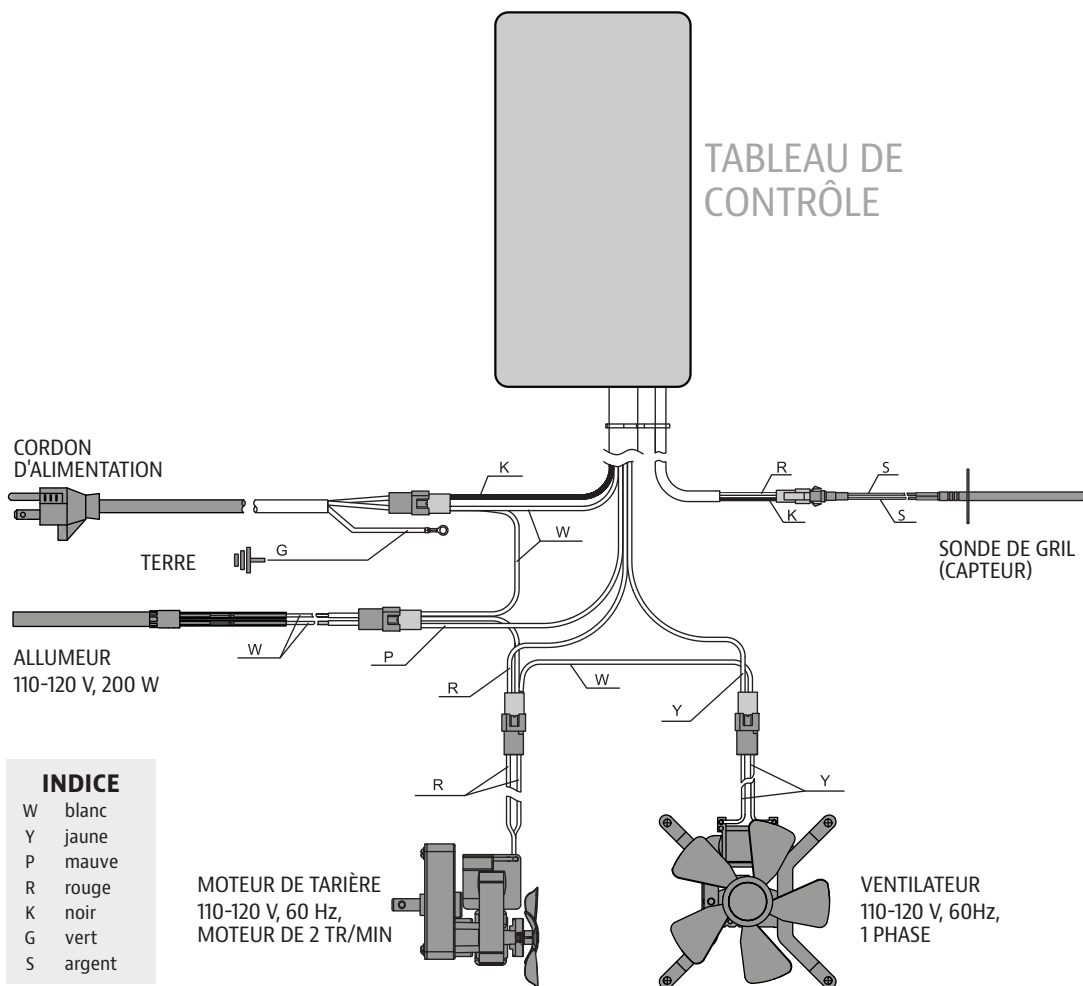 TABLEAU DE
CONTRÔLE
CORDON
D'ALIMENTATION
K
R
S
K
S
W
G
TERRE
SONDE DE GRIL
(CAPTEUR)
W
P
ALLUMEUR
110-120 V, 200 W
R
W
Y
R
Y
INDICE
W blanc
Y jaune
P mauve
R rouge
K noir
G vert
S argent
MOTEUR DE TARIÈRE
110-120 V, 60 Hz,
MOTEUR DE 2 TR/MIN
VENTILATEUR
110-120 V, 60Hz,
1 PHASE